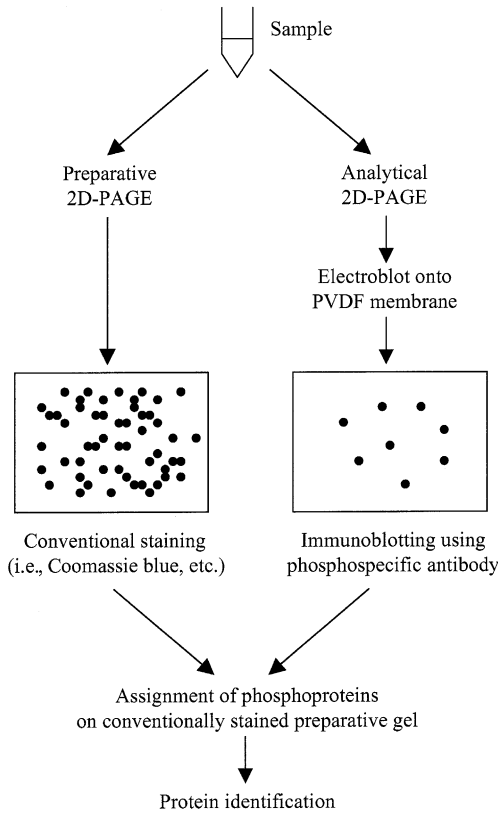 Sample
Preparative
2D-PAGE
Analytical
2D-PAGE
Electroblot onto
PVDF membrane
Conventional staining
(i.e., Coomassie blue, etc.)
Immunoblotting using
phosphospecific antibody
Assignment of phosphoproteins
on conventionally stained preparative gel
Protein identification